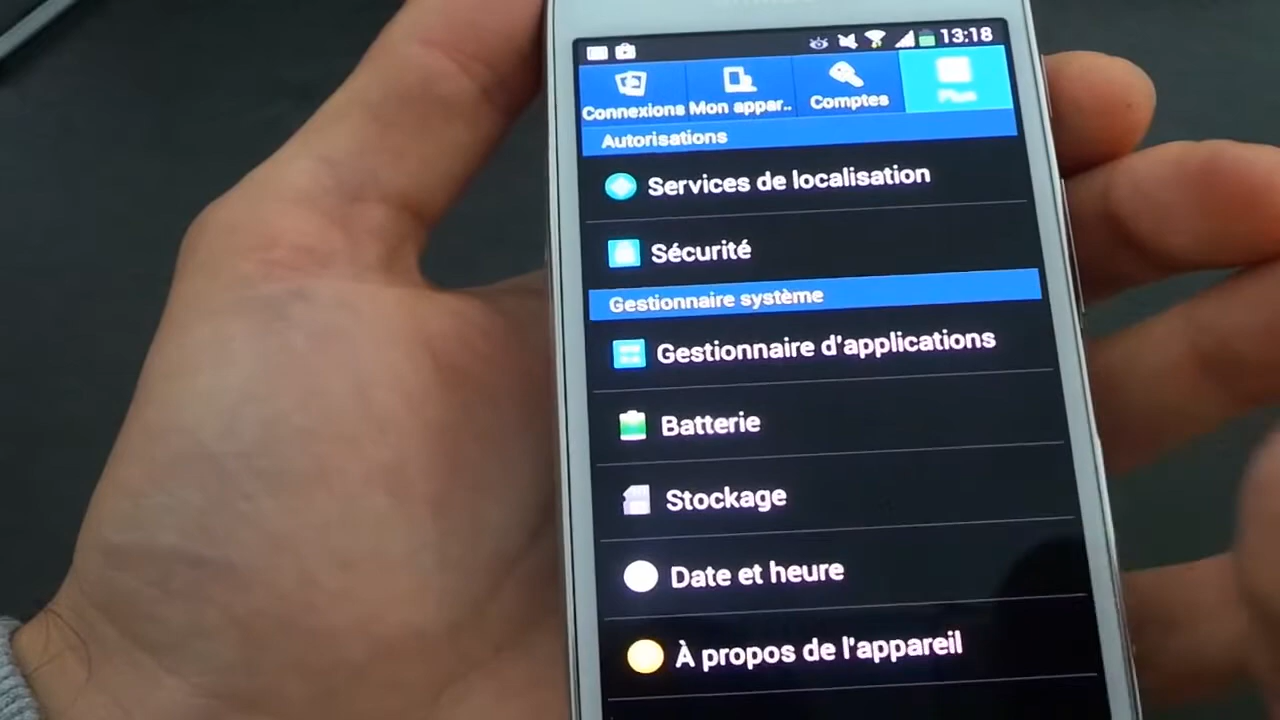 13:18
Connexions Mon appar.. Comptes Plus
Autorisations
Services de localisation
Sécurité
Gestionnaire système
Gestionnaire d'applications
Batterie
Stockage
Date et heure
À propos de l'appareil